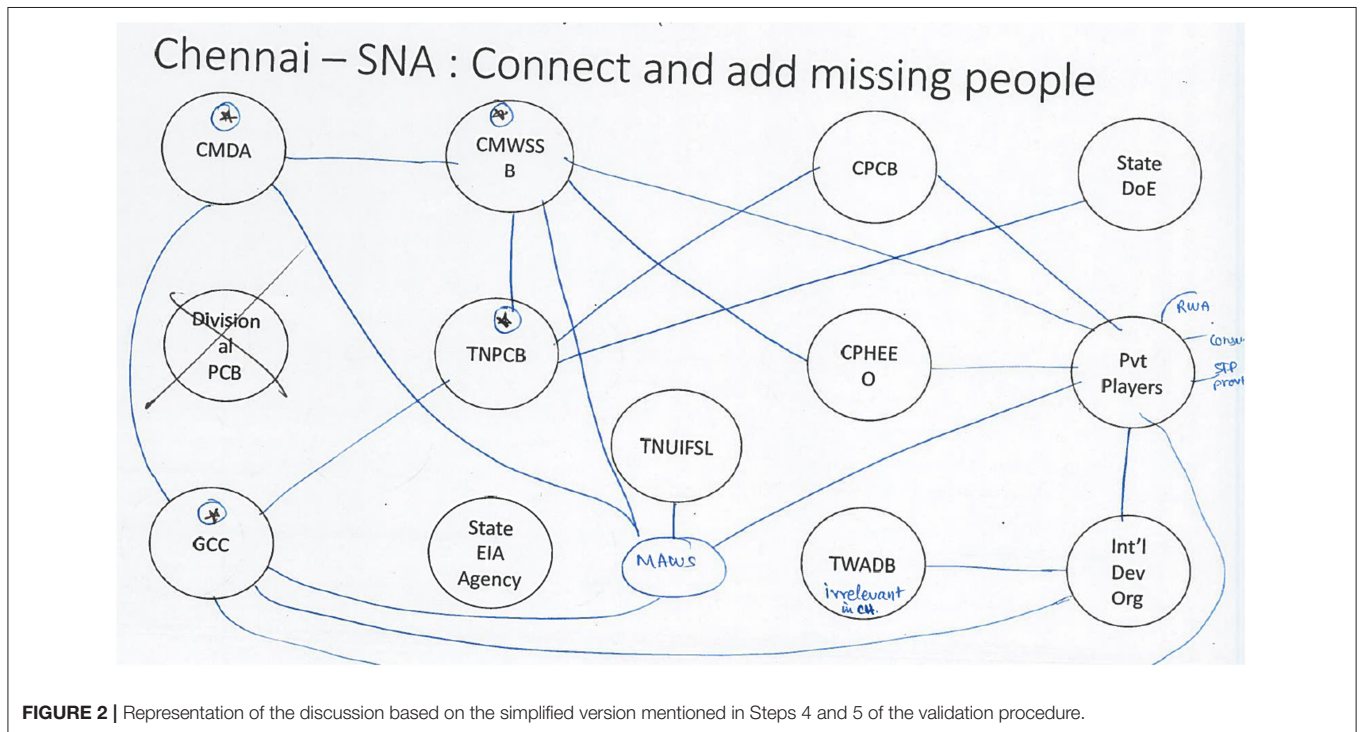 Chennai – SNA : Connect and add missing people
CMDA
CMWSS
B
CPCB
State
DoE
Division
al
PCB
TNPCB
CPHEE
O
Pvt
Players
RWA
STP
TNUIFSL
GCC
State
EIA
Agency
MAWS
TWADB
irrelevant
in CH.
Int'l
Dev
Org
FIGURE 2 | Representation of the discussion based on the simplified version mentioned in Steps 4 and 5 of the validation procedure.